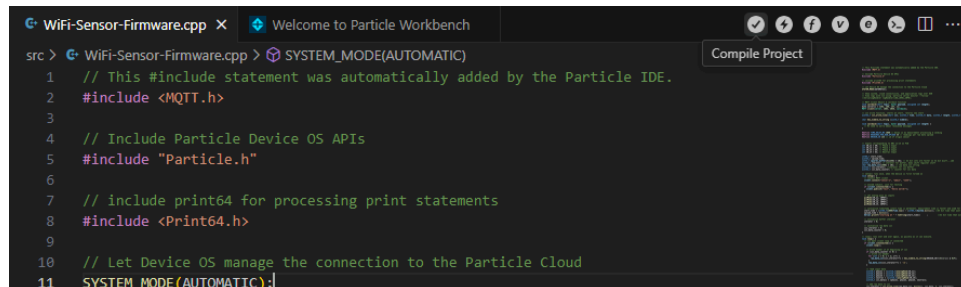 WiFi-Sensor-Firmware.cpp
Welcome to Particle Workbench
src > WiFi-Sensor-Firmware.cpp > SYSTEM_MODE(AUTOMATIC)
Compile Project
1 // This #include statement was automatically added by the Particle IDE.
2 #include <MQTT.h>
3
4 // Include Particle Device OS APIs
5 #include "Particle.h"
6
7 // include print64 for processing print statements
8 #include <Print64.h>
9
10 // Let Device OS manage the connection to the Particle Cloud
11 SYSTEM_MODE(AUTOMATIC);